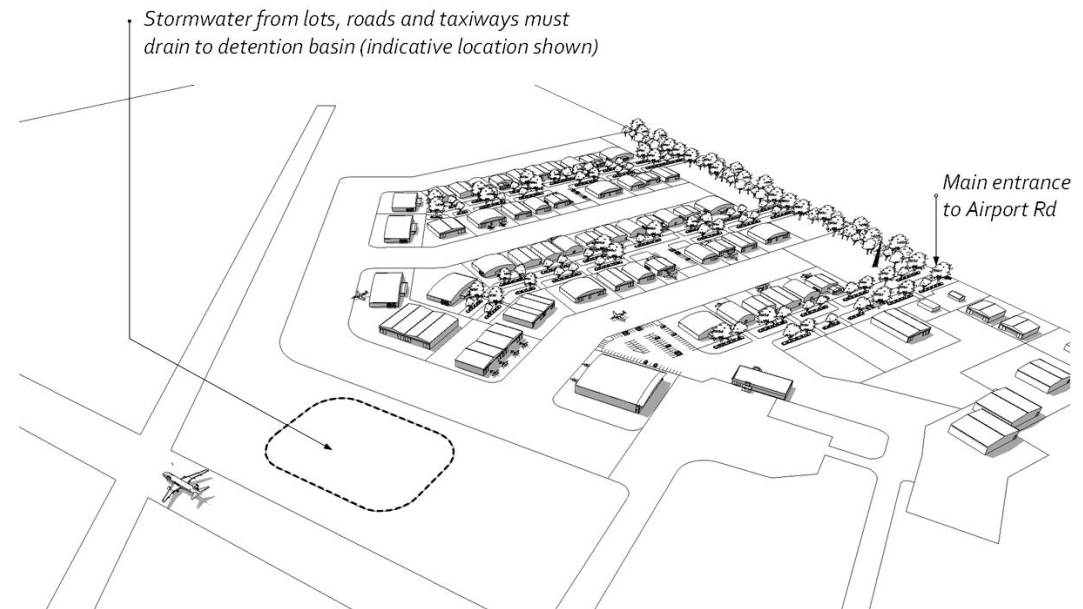 Stormwater from lots, roads and taxiways must
drain to detention basin (indicative location shown)
Main entrance
to Airport Rd